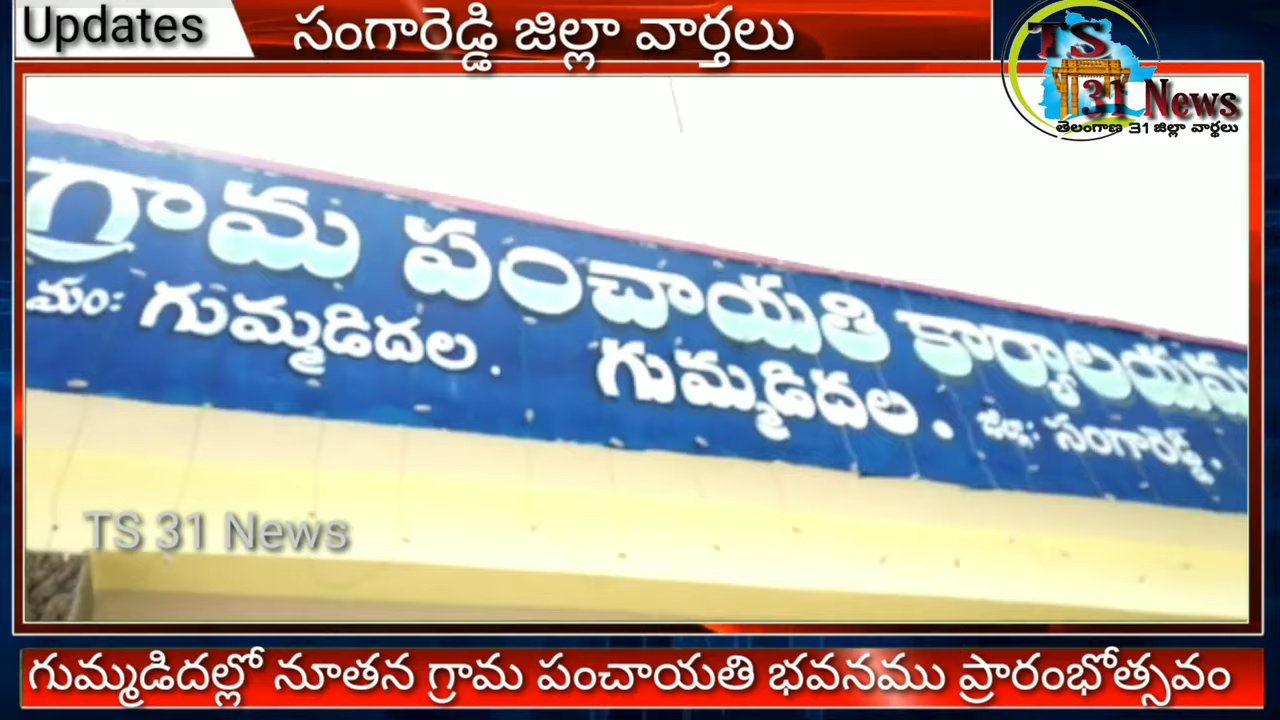 Updates
సంగారెడ్డి జిల్లా వార్తలు
TS
31 News
తెలంగాణ 31 జిల్లా వార్తలు
గ్రామ పంచాయతి కార్యాలయము
మం: గుమ్మడిదల. గుమ్మడిదల. జిల్లా: సంగారెడ్డి.
TS 31 News
గుమ్మడిదల్లో నూతన గ్రామ పంచాయతి భవనము ప్రారంభోత్సవం